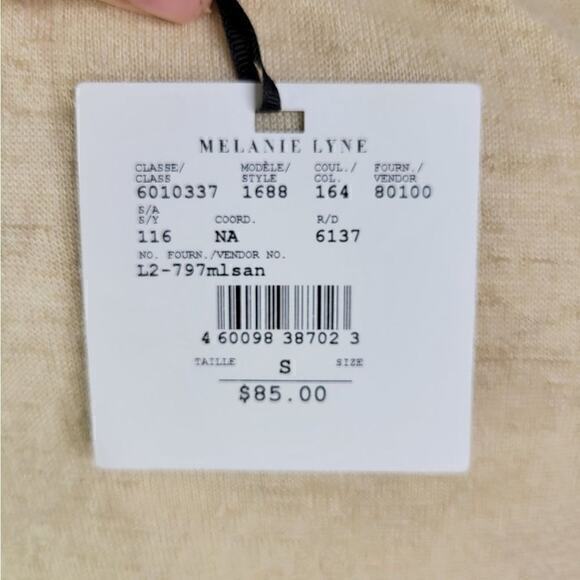 MELANIE LYNE
CLASSE/ MODÈLE/ COUL./ FOURN./
CLASS STYLE COL. VENDOR
6010337 1688 164 80100
S/A
S/Y COORD. R/D
116 NA 6137
NO. FOURN./VENDOR NO.
L2-797mlsan
4 60098 38702 3
TAILLE S SIZE
$85.00